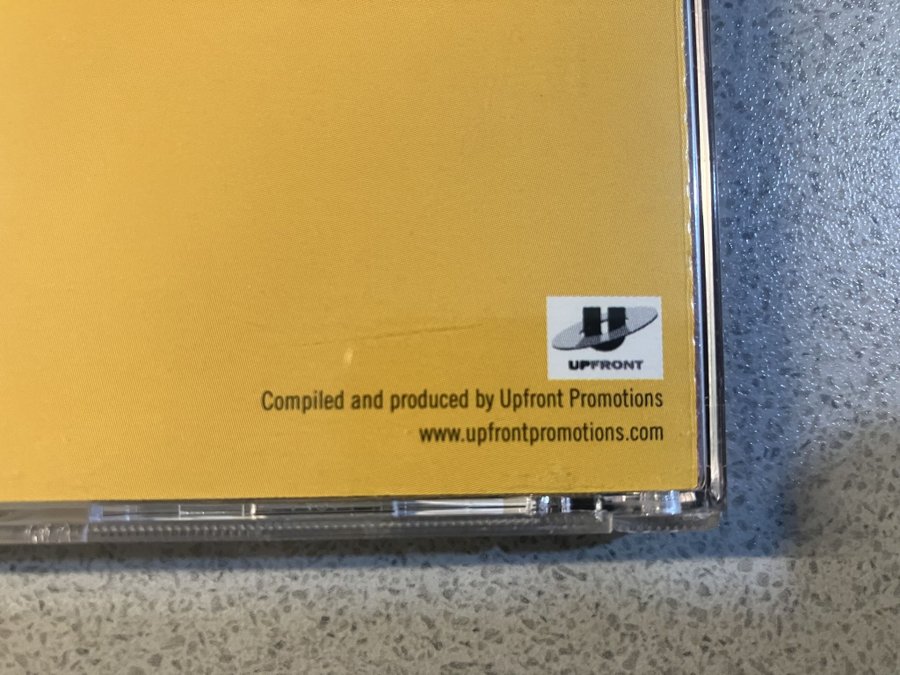 UPFRONT
Compiled and produced by Upfront Promotions
www.upfrontpromotions.com